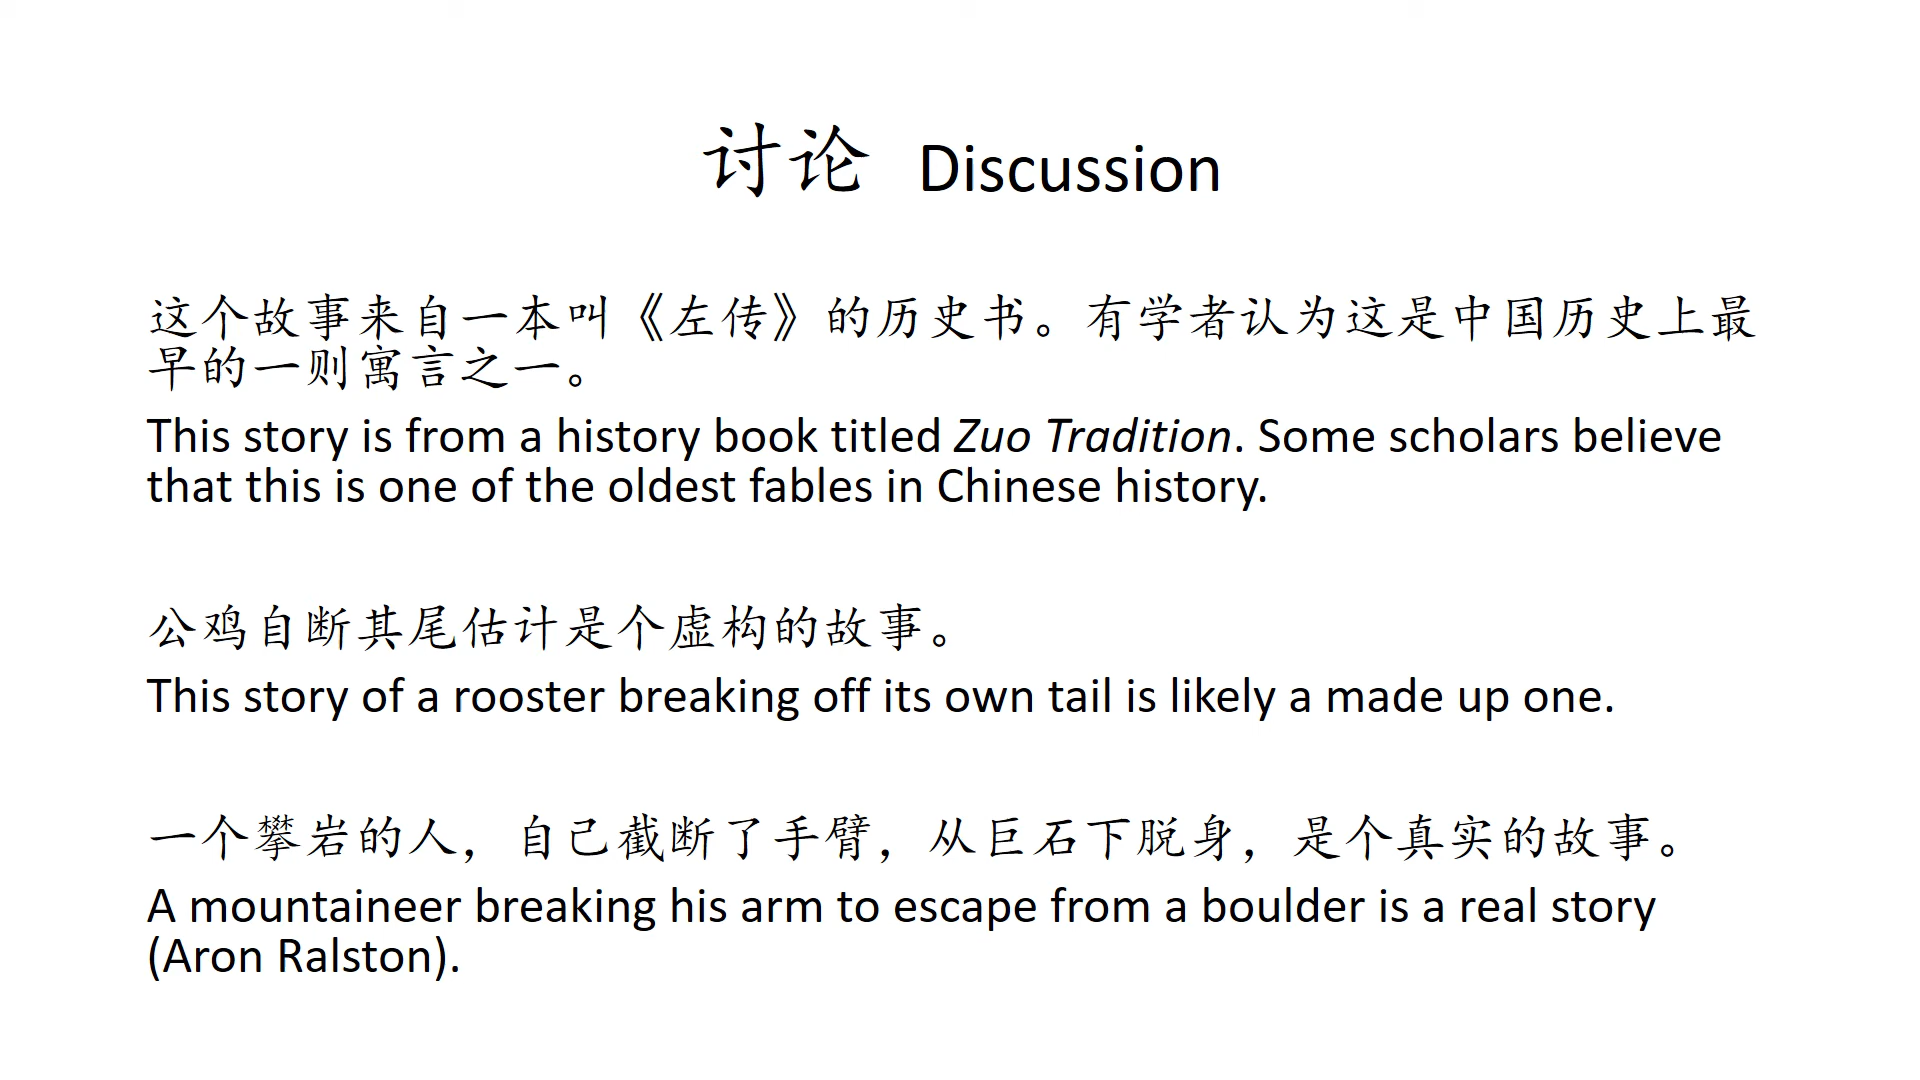 讨论 Discussion
这个故事来自一本叫《左传》的历史书。有学者认为这是中国历史上最
早的一则寓言之一。
This story is from a history book titled Zuo Tradition. Some scholars believe
that this is one of the oldest fables in Chinese history.
公鸡自断其尾估计是个虚构的故事。
This story of a rooster breaking off its own tail is likely a made up one.
一个攀岩的人，自己截断了手臂，从巨石下脱身，是个真实的故事。
A mountaineer breaking his arm to escape from a boulder is a real story
(Aron Ralston).